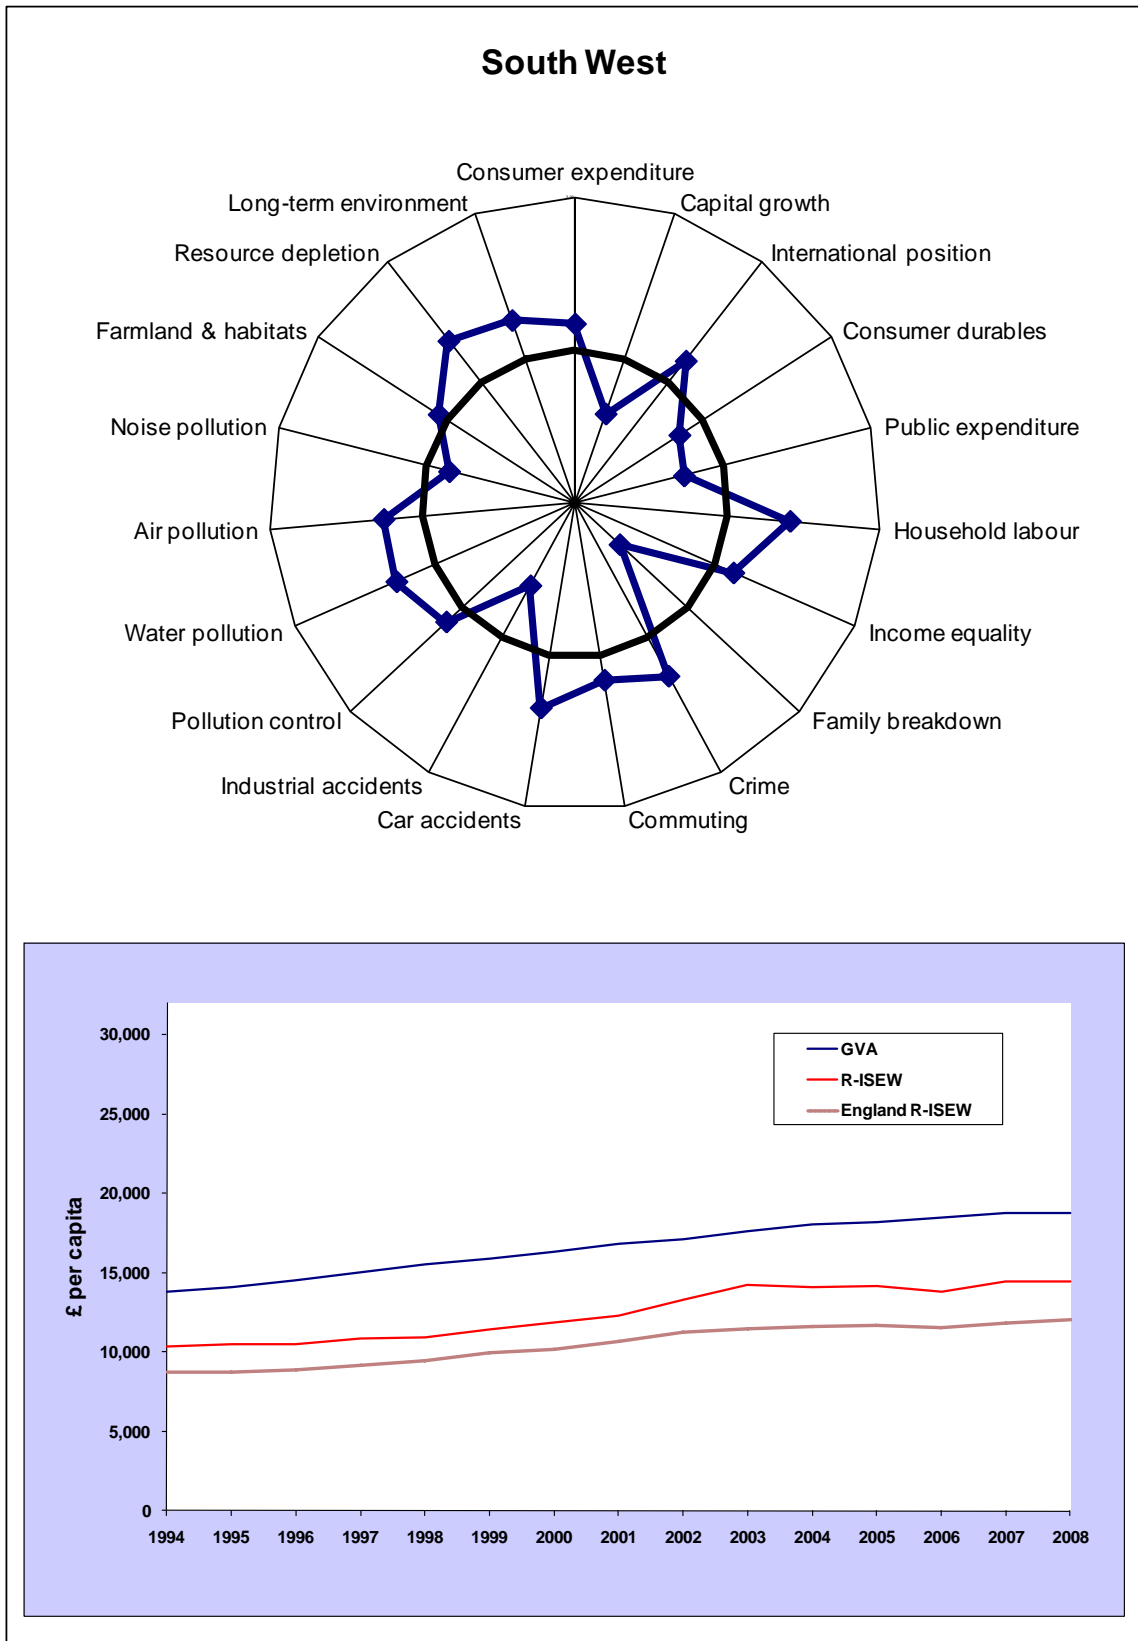 South West
Consumer expenditure
Long-term environment
Capital growth
Resource depletion
International position
Farmland & habitats
Consumer durables
Noise pollution
Public expenditure
Air pollution
Household labour
Water pollution
Income equality
Pollution control
Family breakdown
Industrial accidents
Crime
Car accidents
Commuting
£ per capita
30,000
25,000
20,000
15,000
10,000
5,000
0
GVA
R-ISEW
England R-ISEW
1994 1995 1996 1997 1998 1999 2000 2001 2002 2003 2004 2005 2006 2007 2008